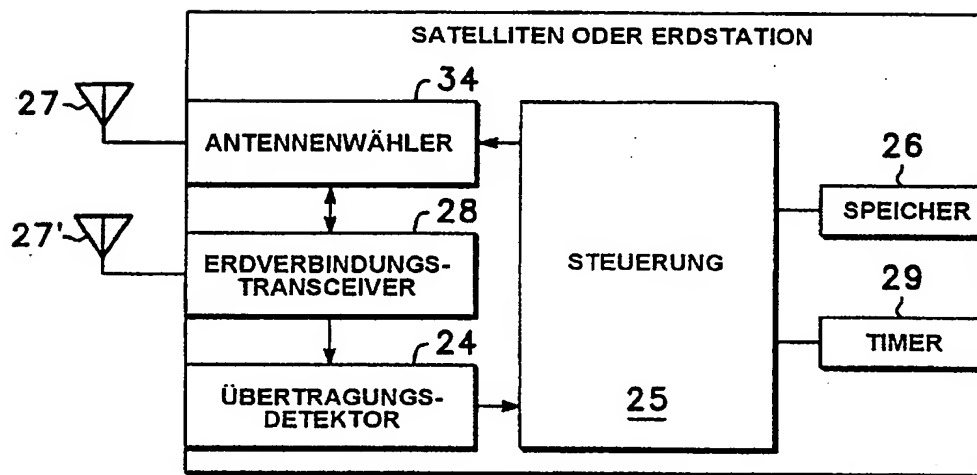 SATELLITEN ODER ERDSTATION
34
27
ANTENNENWÄHLER
28
27'
ERDVERBINDUNGS-
TRANSCEIVER
24
ÜBERTRAGUNGS-
DETEKTOR
STEUERUNG
25
26
SPEICHER
29
TIMER